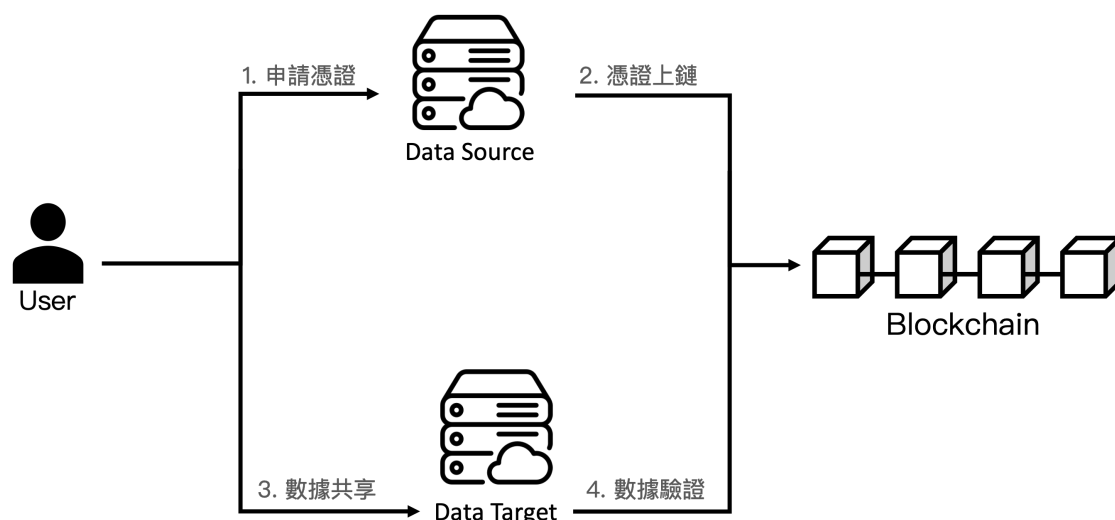 1. 申請憑證
2. 憑證上鏈
Data Source
User
Blockchain
3. 數據共享
4. 數據驗證
Data Target